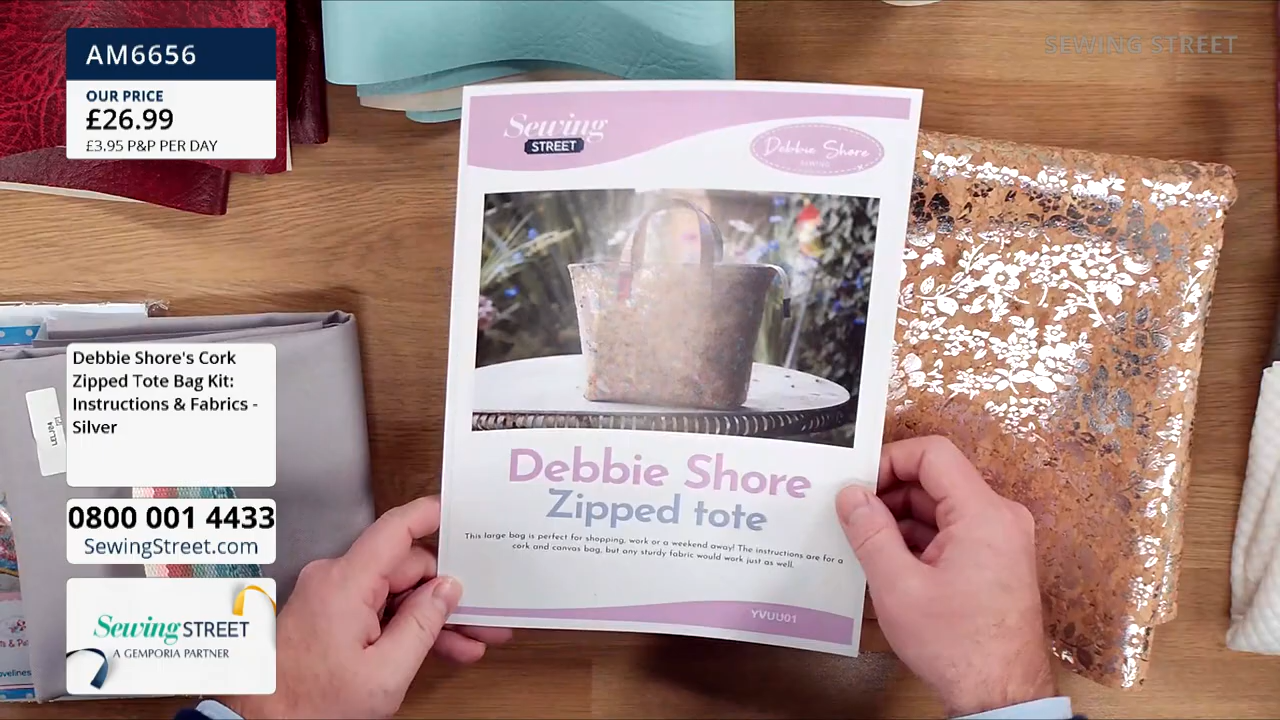 AM6656
OUR PRICE
£26.99
£3.95 P&P PER DAY
SEWING STREET
Sewing
STREET
Debbie Shore
SEWING
Debbie Shore
Zipped tote
This large bag is perfect for shopping, work or a weekend away! The instructions are for a
cork and canvas bag, but any sturdy fabric would work just as well.
YVUU01
Debbie Shore's Cork
Zipped Tote Bag Kit:
Instructions & Fabrics -
Silver
0800 001 4433
SewingStreet.com
Sewing STREET
A GEMPORIA PARTNER